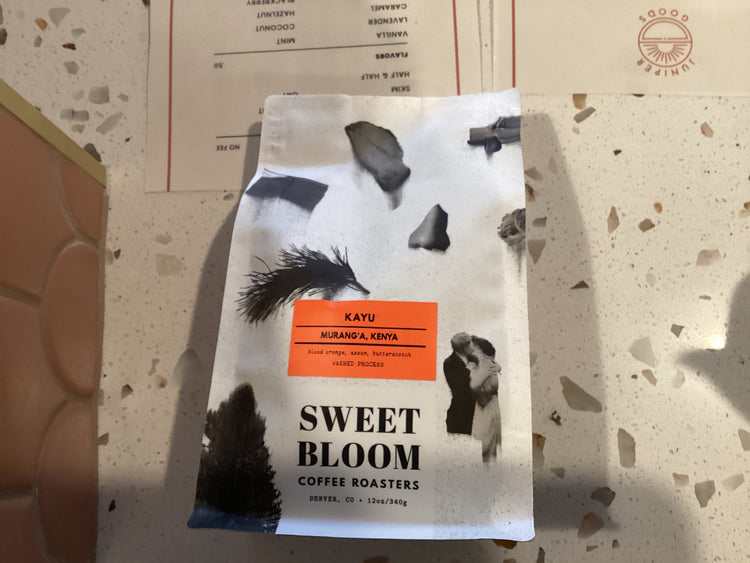 BLACKBERRY
CARAMEL
HAZELNUT
LAVENDER
COCONUT
VANILLA
MINT
FLAVORS
.50
HALF & HALF
SKIM
NO FEE
JUNIPER
GOODS
KAYU
MURANG'A, KENYA
blood orange, assam, butterscotch
WASHED PROCESS
SWEET
BLOOM
COFFEE ROASTERS
DENVER, CO • 12oz/340g